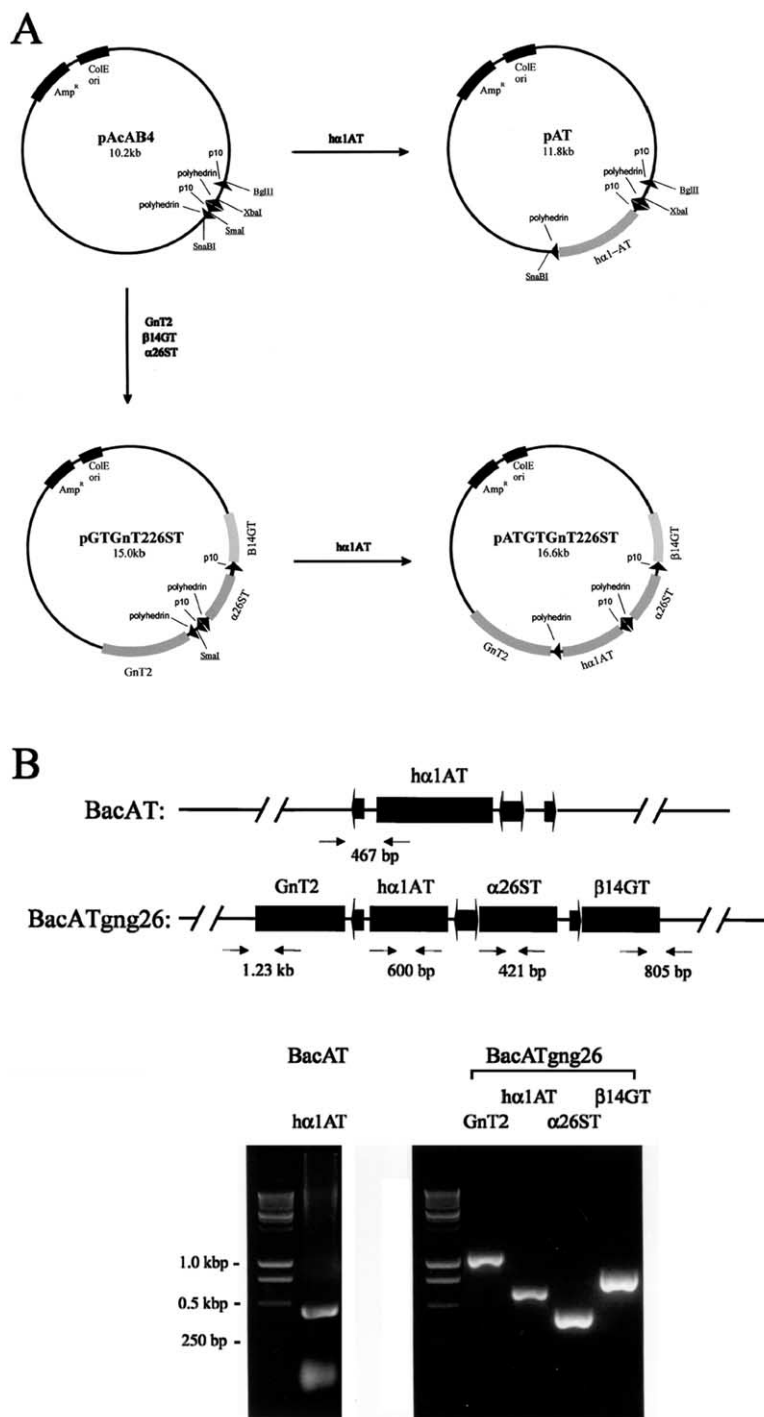 A
ColE
ori
Amp^R
pAcAB4
10.2kb
p10
polyhedrin
p10
polyhedrin
BglII
XbaI
SmaI
SnaBI
hα1AT
ColE
ori
Amp^R
pAT
11.8kb
p10
polyhedrin
p10
polyhedrin
BglII
XbaI
SnaBI
hα1-AT
GnT2
β14GT
α26ST
ColE
ori
Amp^R
pGTGnT226ST
15.0kb
B14GT
p10
polyhedrin
p10
polyhedrin
α26ST
SmaI
GnT2
hα1AT
ColE
ori
Amp^R
pATGTGnT226ST
16.6kb
β14GT
p10
polyhedrin
p10
polyhedrin
α26ST
hα1AT
GnT2
B
hα1AT
BacAT:
467 bp
GnT2 hα1AT α26ST β14GT
BacATgng26:
1.23 kb 600 bp 421 bp 805 bp
BacAT BacATgng26
hα1AT β14GT
hα1AT GnT2 α26ST
1.0 kbp -
0.5 kbp -
250 bp -